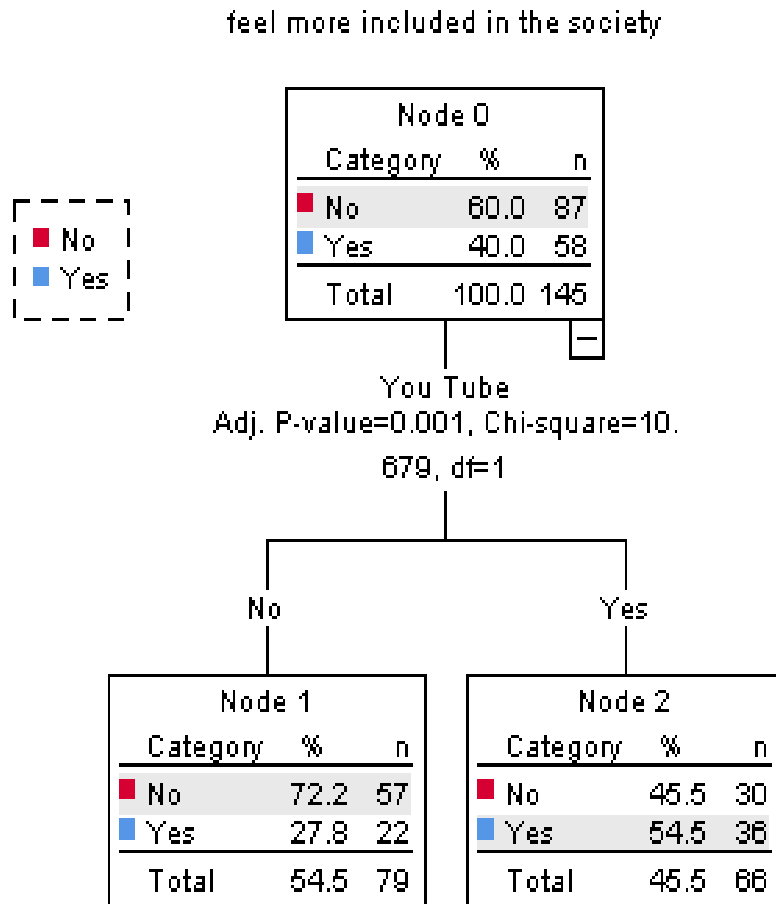 feel more included in the society
Node 0
Category % n
No 60.0 87
Yes 40.0 58
Total 100.0 145
No
Yes
You Tube
Adj. P-value=0.001, Chi-square=10.
679, df=1
No Yes
Node 1
Category % n
No 72.2 57
Yes 27.8 22
Total 54.5 79
Node 2
Category % n
No 45.5 30
Yes 54.5 36
Total 45.5 66